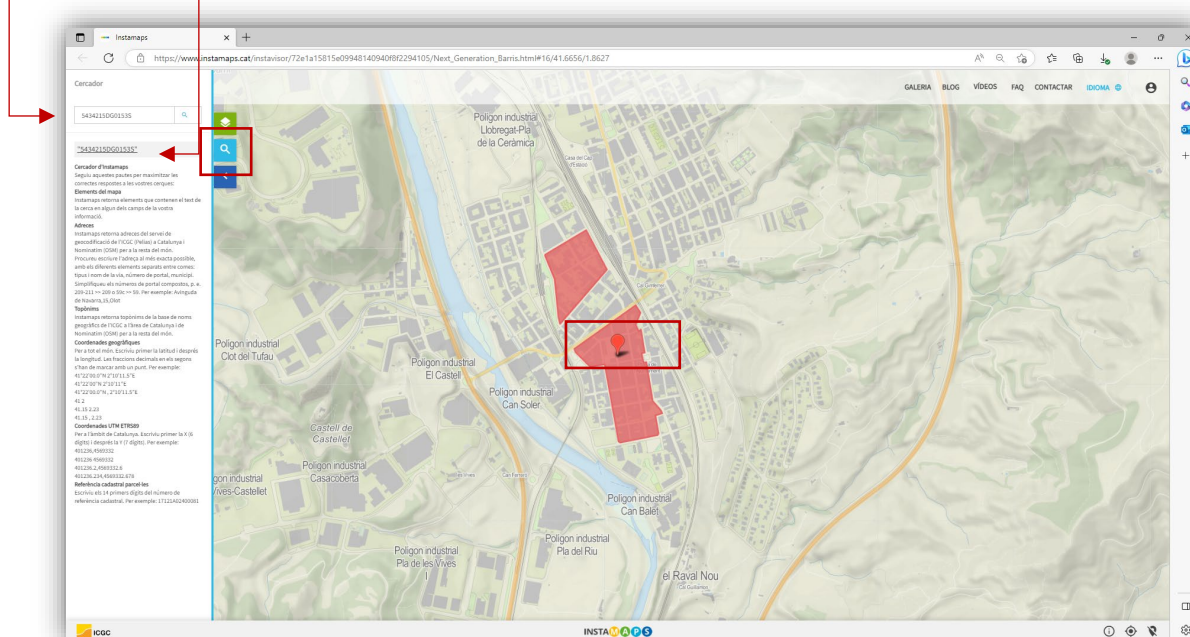 Instamaps
https://www.instamaps.cat/instavisor/72e1a15815e09948140940f8f2294105/Next_Generation_Barris.html#16/41.6656/1.8627
Cercador
GALERIA BLOG VÍDEOS FAQ CONTACTAR IDIOMA
5434215DG0153S
"5434215DG0153S"
Cercador d'Instamaps
Seguiu aquestes pautes per maximitzar les
correctes respostes a les vostres cerques:
Elements del mapa
Instamaps retorna elements que contenen el text de
la cerca en algun dels camps de la vostra
informació.
Adreces
Instamaps retorna adreces del servei de
geocodificació de l'ICGC (Pelias) a Catalunya i
Nominatim (OSM) per a la resta del món.
Procureu escriure l'adreça al més exacta possible,
amb els diferents elements separats entre comes:
tipus i nom de la via, número de portal, municipi.
Simplifiqueu els números de portal compostos, p. e.
209-211 => 209 o 59c => 59. Per exemple: Avinguda
de Navarra,15,Olot
Topònims
Instamaps retorna topònims de la base de noms
geogràfics de l'ICGC a l'àrea de Catalunya i de
Nominatim (OSM) per a la resta del món.
Coordenades geogràfiques
Per a tot el món. Escriviu primer la latitud i després
la longitud. Les fraccions decimals en els segons
s'han de marcar amb un punt. Per exemple:
41°22'00.0"N 2°10'11.5"E
41°22'00"N 2°10'11"E
41°22'00.0"N , 2°10'11.5"E
41 2
41.15 2.23
41.15 , 2.23
Coordenades UTM ETRS89
Per a l'àmbit de Catalunya. Escriviu primer la X (6
dígits) i després la Y (7 dígits). Per exemple:
401236,4569332
401236 4569332
401236.2,4569332.6
401236.234,4569332.678
Referència cadastral parcel·les
Escriviu els 14 primers dígits del número de
referència cadastral. Per exemple: 17121A02400081
Polígon industrial
Llobregat-Pla
de la Ceràmica
Polígon industrial
Clot del Tufau
Polígon industrial
El Castell
Polígon industrial
Can Soler
Castell de
Castellet
Polígon industrial
Casacoberta
gon industrial
Vives-Castellet
Polígon industrial
Can Balet
Polígon industrial
Pla del Riu
Polígon industrial
Pla de les Vives
I
el Raval Nou
ICGC
INSTAMAPS